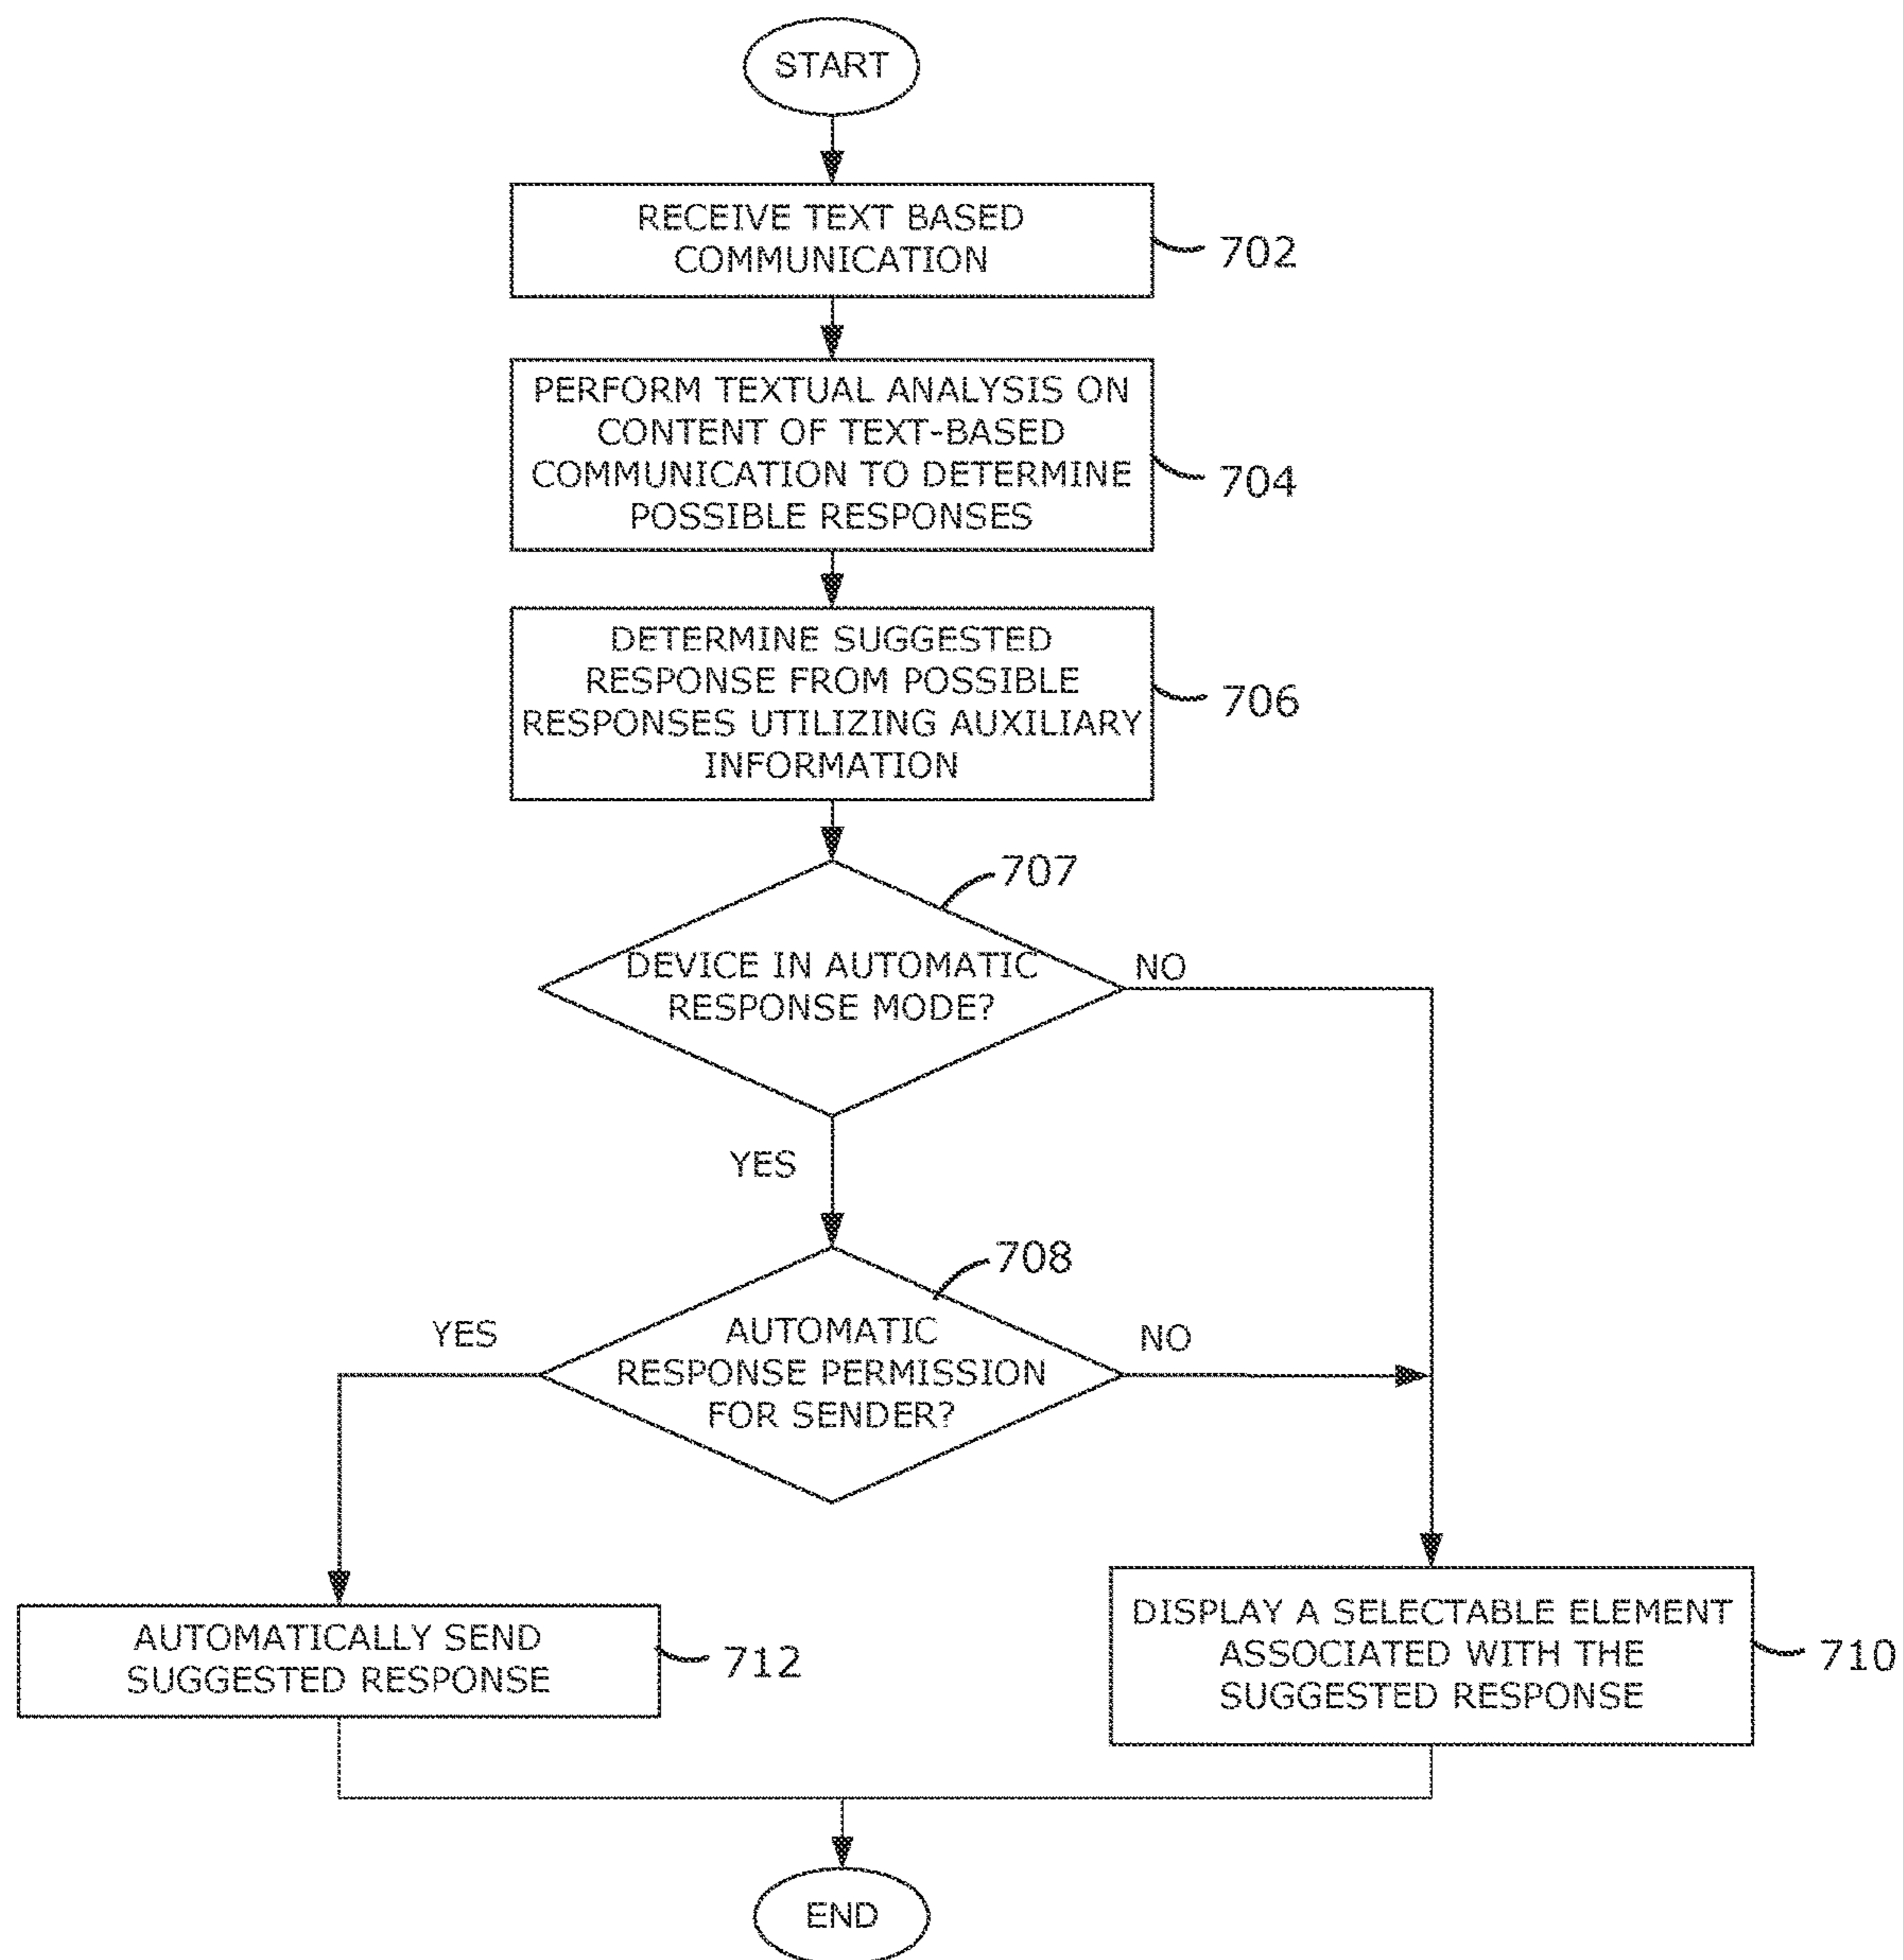 START
RECEIVE TEXT BASED
COMMUNICATION
702
PERFORM TEXTUAL ANALYSIS ON
CONTENT OF TEXT-BASED
COMMUNICATION TO DETERMINE
POSSIBLE RESPONSES
704
DETERMINE SUGGESTED
RESPONSE FROM POSSIBLE
RESPONSES UTILIZING AUXILIARY
INFORMATION
706
707
DEVICE IN AUTOMATIC
RESPONSE MODE?
NO
YES
708
AUTOMATIC
RESPONSE PERMISSION
FOR SENDER?
YES
NO
AUTOMATICALLY SEND
SUGGESTED RESPONSE
712
DISPLAY A SELECTABLE ELEMENT
ASSOCIATED WITH THE
SUGGESTED RESPONSE
710
END